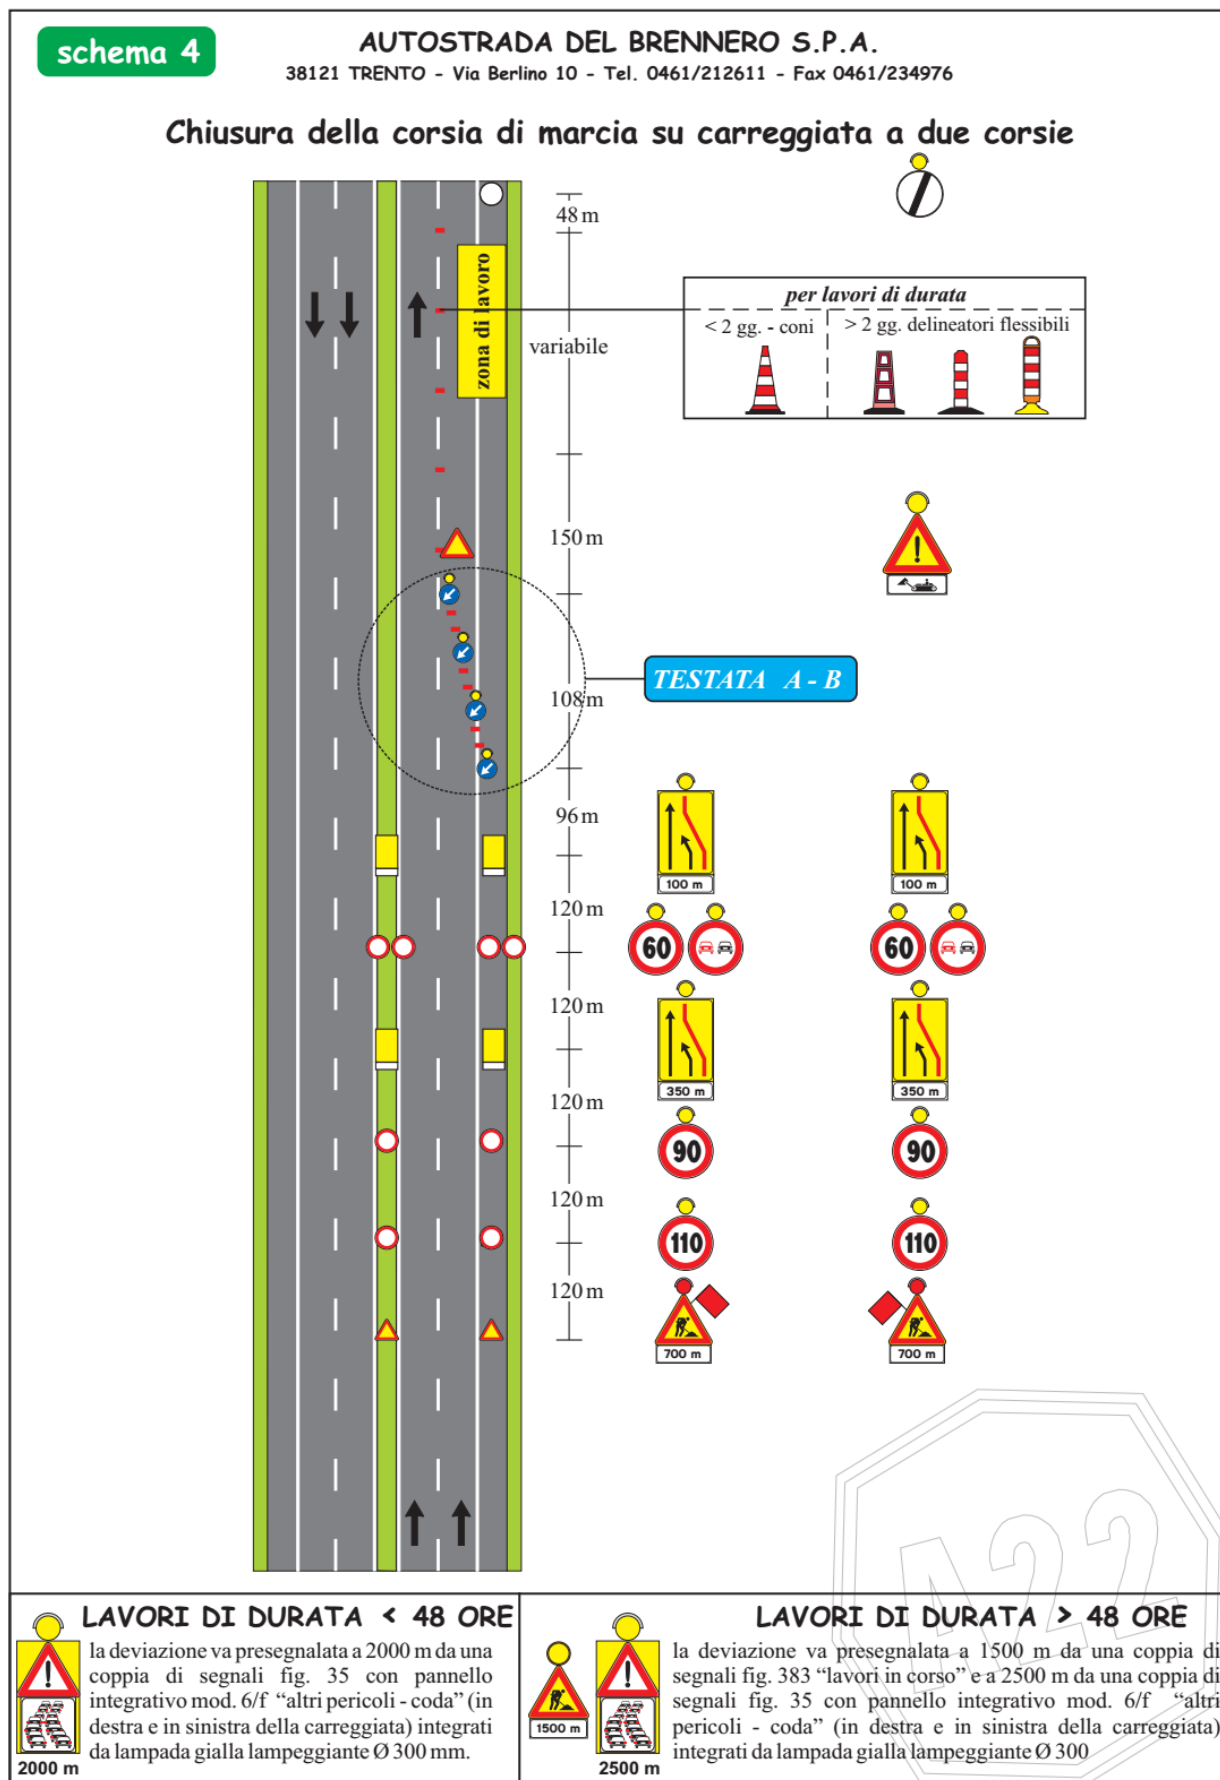 schema 4
AUTOSTRADA DEL BRENNERO S.P.A.
38121 TRENTO - Via Berlino 10 - Tel. 0461/212611 - Fax 0461/234976
Chiusura della corsia di marcia su carreggiata a due corsie
48 m
zona di lavoro
variabile
per lavori di durata
< 2 gg. - coni
> 2 gg. delineatori flessibili
150 m
!
TESTATA A - B
108 m
96 m
100 m
100 m
120 m
60
60
120 m
350 m
350 m
120 m
90
90
120 m
110
110
120 m
700 m
700 m
A22
LAVORI DI DURATA < 48 ORE
la deviazione va presegnalata a 2000 m da una
coppia di segnali fig. 35 con pannello
integrativo mod. 6/f “altri pericoli - coda” (in
destra e in sinistra della carreggiata) integrati
da lampada gialla lampeggiante Ø 300 mm.
!
2000 m
LAVORI DI DURATA > 48 ORE
la deviazione va presegnalata a 1500 m da una coppia di
segnali fig. 383 “lavori in corso” e a 2500 m da una coppia di
segnali fig. 35 con pannello integrativo mod. 6/f “altri
pericoli - coda” (in destra e in sinistra della carreggiata)
integrati da lampada gialla lampeggiante Ø 300
1500 m
!
2500 m